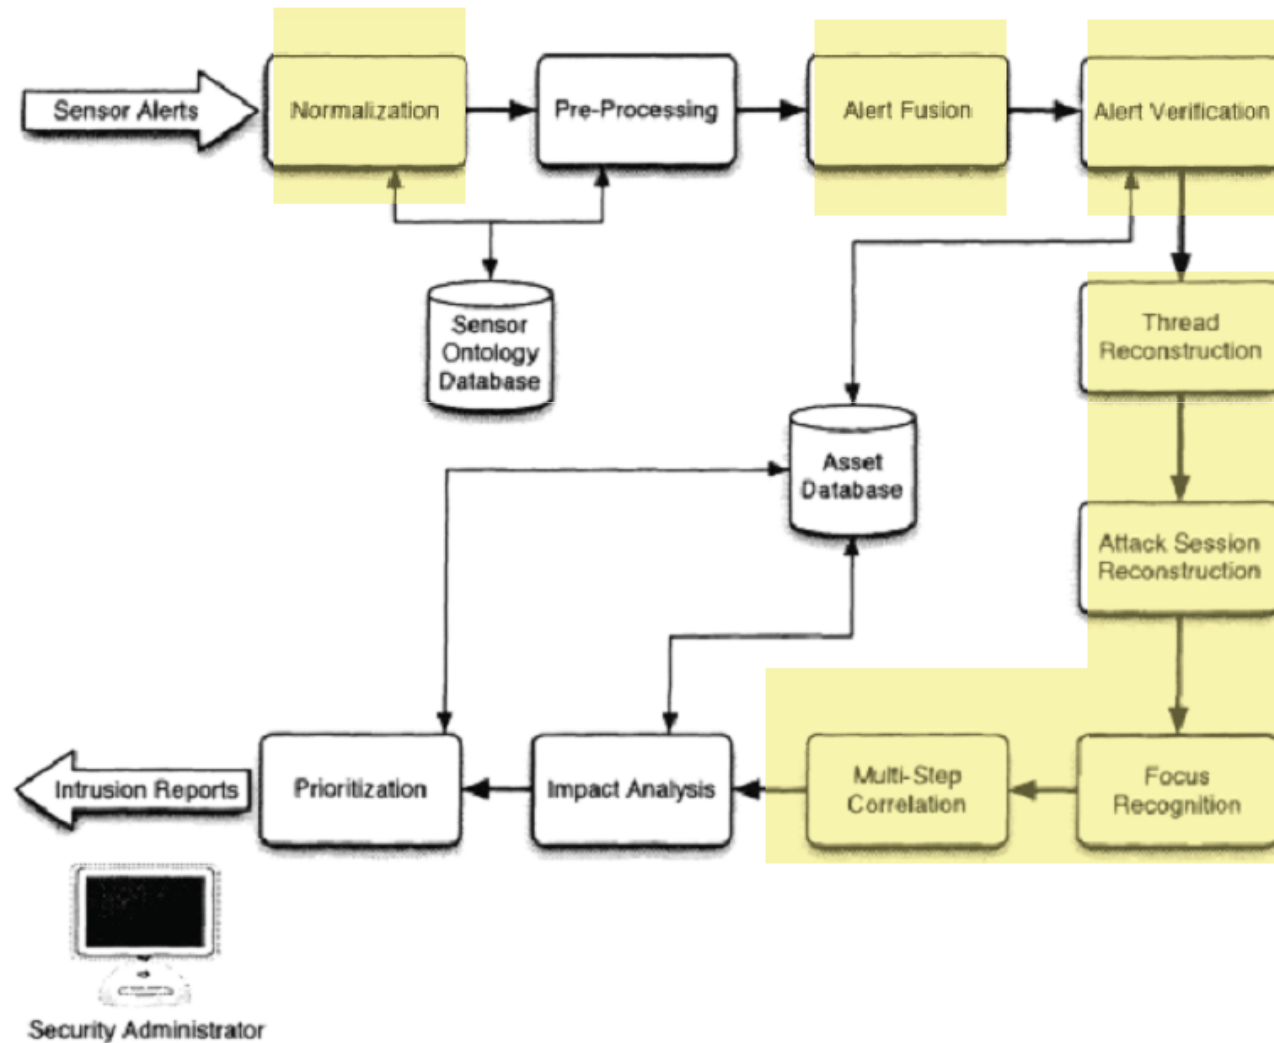 Sensor Alerts
Normalization
Pre-Processing
Alert Fusion
Alert Verification
Sensor
Ontology
Database
Thread
Reconstruction
Asset
Database
Attack Session
Reconstruction
Intrusion Reports
Prioritization
Impact Analysis
Multi-Step
Correlation
Focus
Recognition
Security Administrator